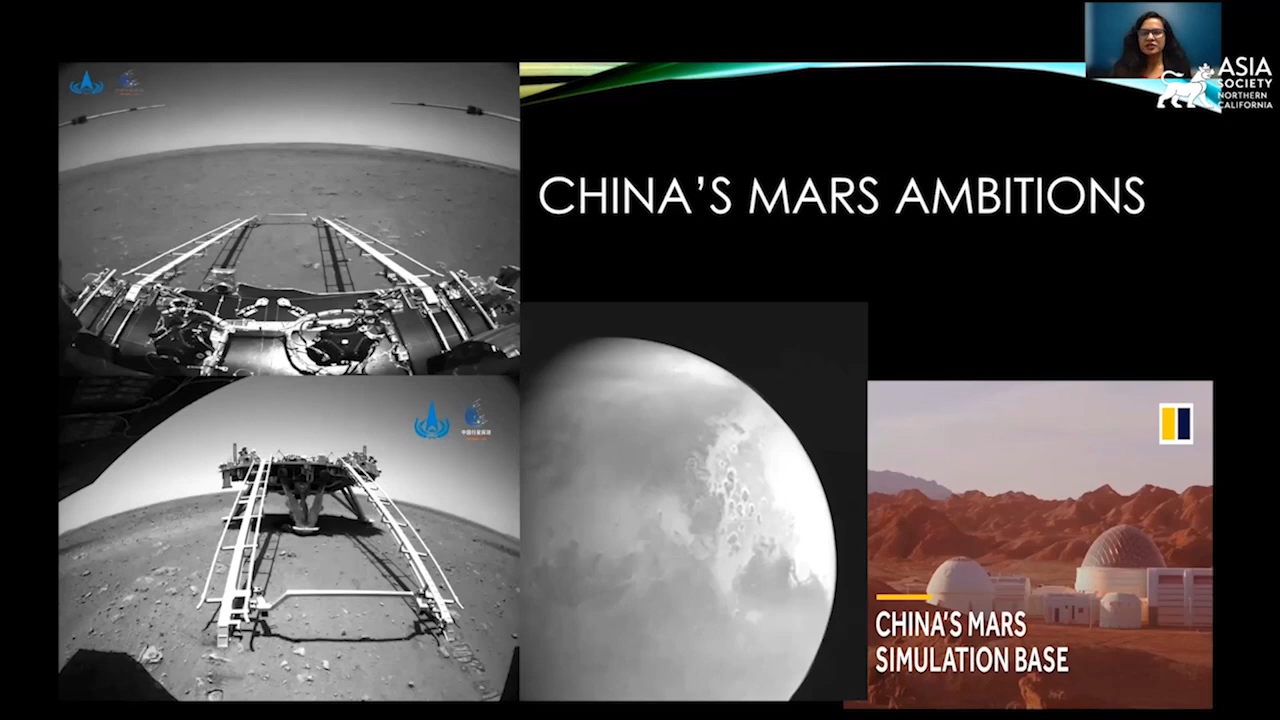 ASIA
SOCIETY
NORTHERN
CALIFORNIA
CHINA'S MARS AMBITIONS
CHINA'S MARS
SIMULATION BASE